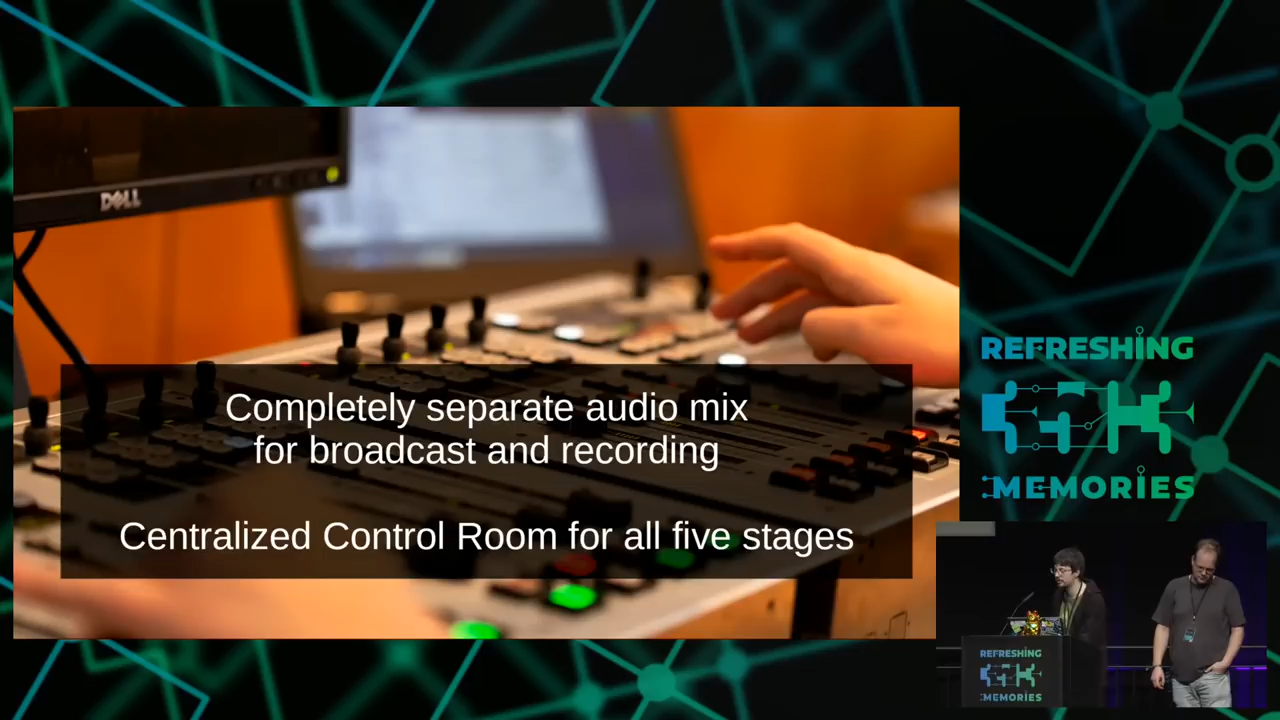 DELL
Completely separate audio mix
for broadcast and recording
Centralized Control Room for all five stages
REFRESHING
MEMORIES
REFRESHING
MEMORIES